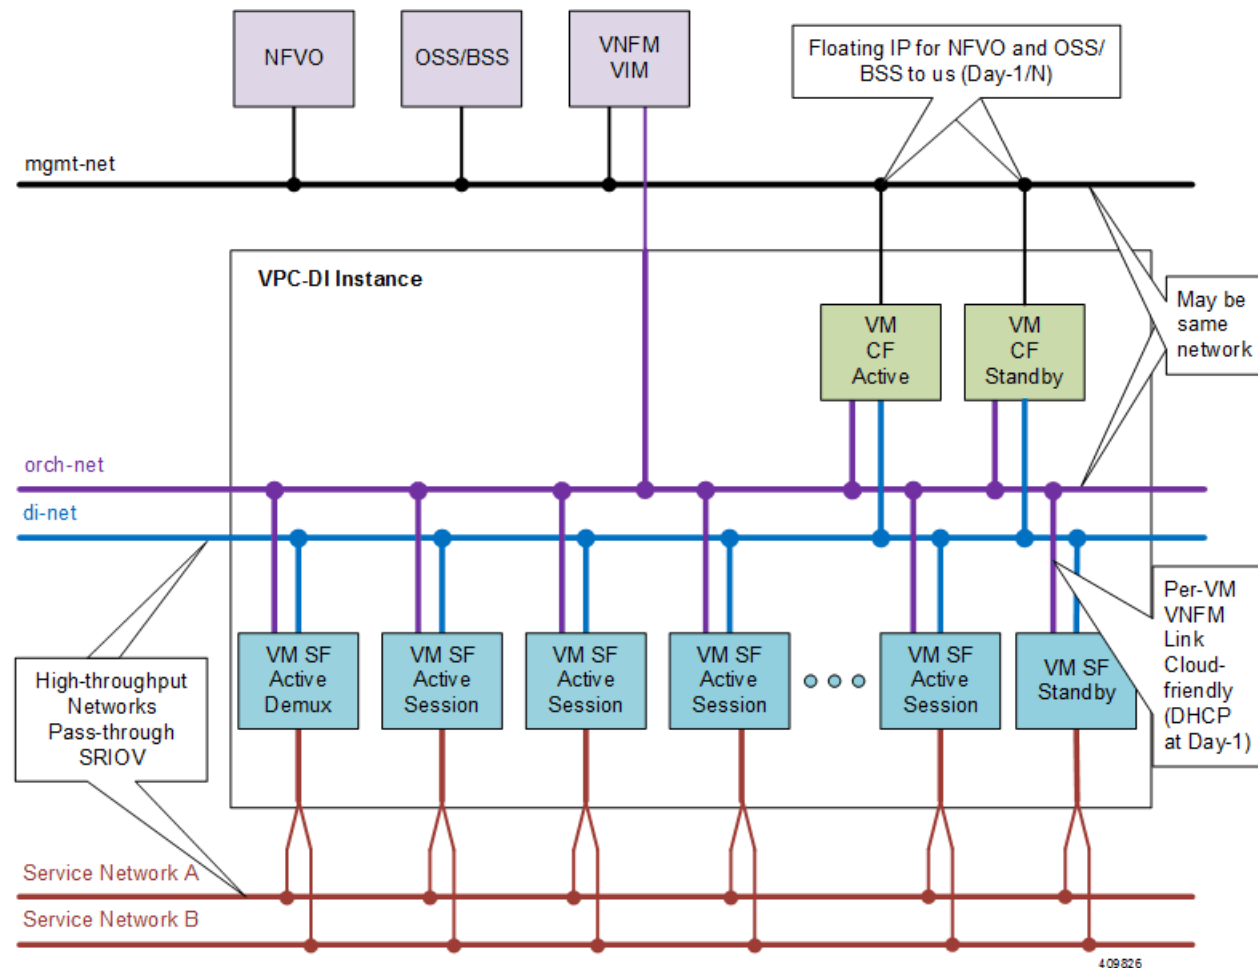 NFVO
OSS/BSS
VNFM
VIM
Floating IP for NFVO and OSS/
BSS to us (Day-1/N)
mgmt-net
VPC-DI Instance
VM
CF
Active
VM
CF
Standby
May be
same
network
orch-net
di-net
VM SF
Active
Demux
VM SF
Active
Session
VM SF
Active
Session
VM SF
Active
Session
VM SF
Active
Session
VM SF
Standby
Per-VM
VNFM
Link
Cloud-
friendly
(DHCP
at Day-1)
High-throughput
Networks
Pass-through
SRIOV
Service Network A
Service Network B
409826